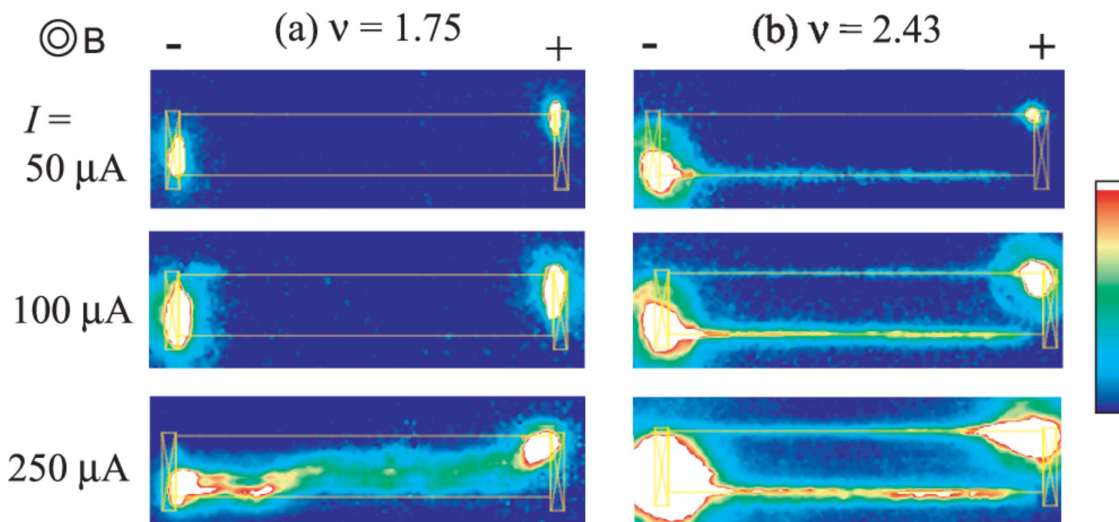 B - (a) ν = 1.75 + - (b) ν = 2.43 +
I =
50 μA
100 μA
250 μA